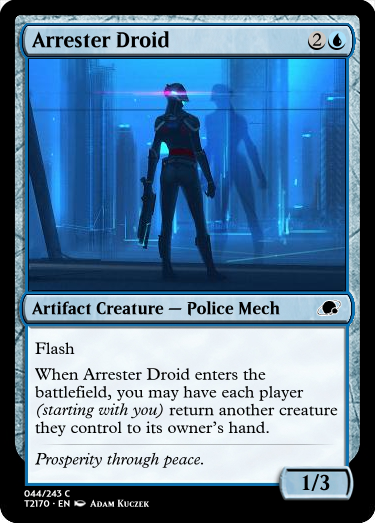 Arrester Droid 2
Artifact Creature — Police Mech
Flash
When Arrester Droid enters the
battlefield, you may have each player
(starting with you) return another creature
they control to its owner's hand.
Prosperity through peace.
1/3
044/243 C
T2170 • EN Adam Kuczek